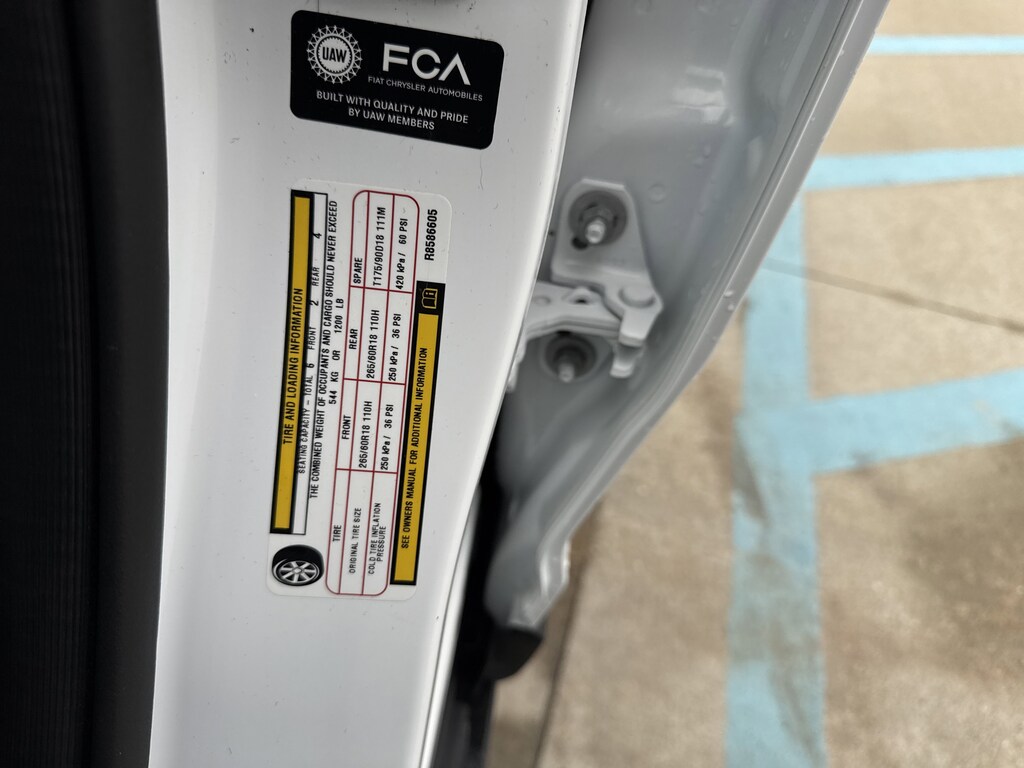 UAW
FCA
FIAT CHRYSLER AUTOMOBILES
BUILT WITH QUALITY AND PRIDE
BY UAW MEMBERS
TIRE AND LOADING INFORMATION
SEATING CAPACITY - TOTAL 6 FRONT 2 REAR 4
THE COMBINED WEIGHT OF OCCUPANTS AND CARGO SHOULD NEVER EXCEED
544 KG OR 1200 LB
TIRE FRONT REAR SPARE
ORIGINAL TIRE SIZE 265/60R18 110H 265/60R18 110H T175/90D18 111M
COLD TIRE INFLATION PRESSURE 250 kPa / 36 PSI 250 kPa / 36 PSI 420 kPa / 60 PSI
SEE OWNERS MANUAL FOR ADDITIONAL INFORMATION
R8586605